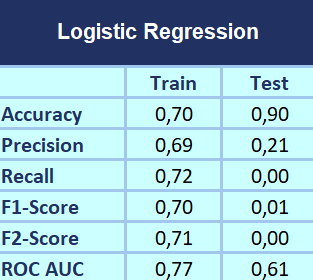 Logistic Regression
Train Test
Accuracy 0,70 0,90
Precision 0,69 0,21
Recall 0,72 0,00
F1-Score 0,70 0,01
F2-Score 0,71 0,00
ROC AUC 0,77 0,61